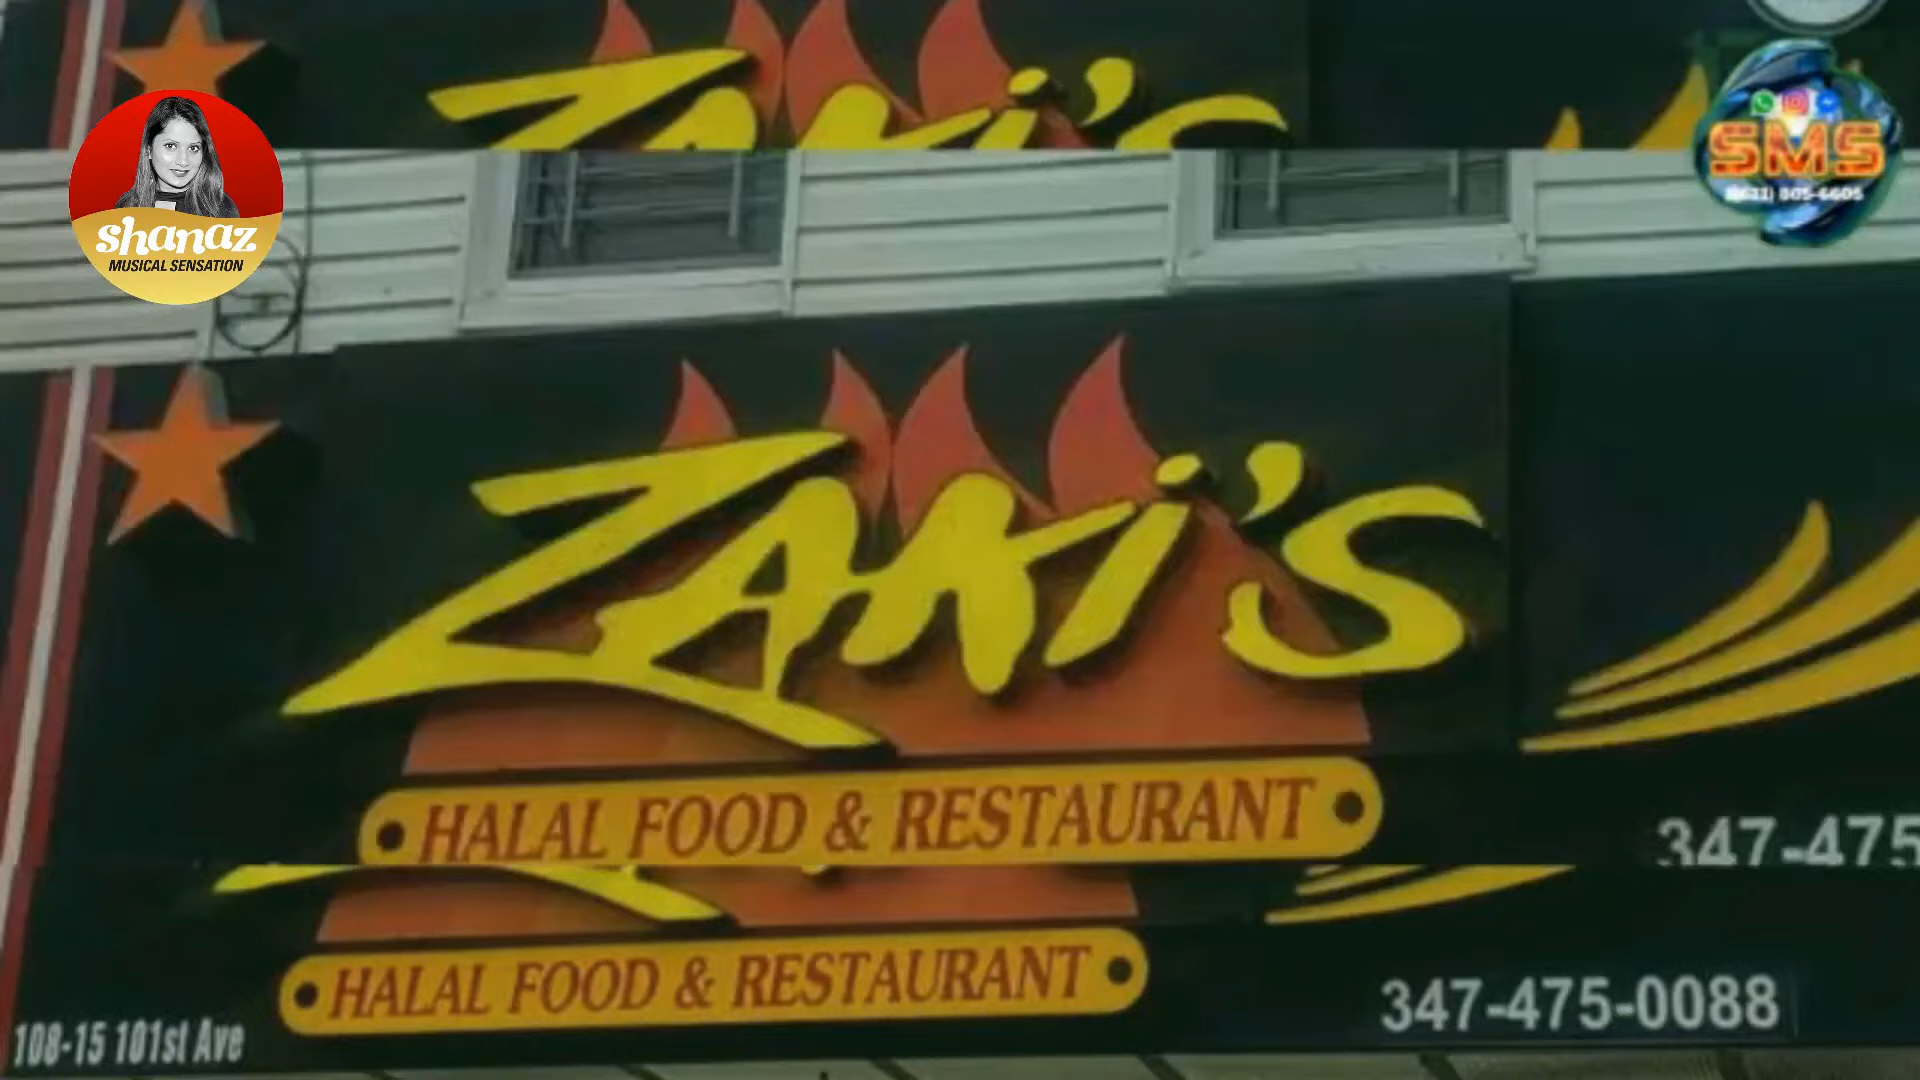 ZAKi'S
SMS
shanaz
MUSICAL SENSATION
ZAKi'S
HALAL FOOD & RESTAURANT
347-475
HALAL FOOD & RESTAURANT
347-475-0088
108-15 101st Ave